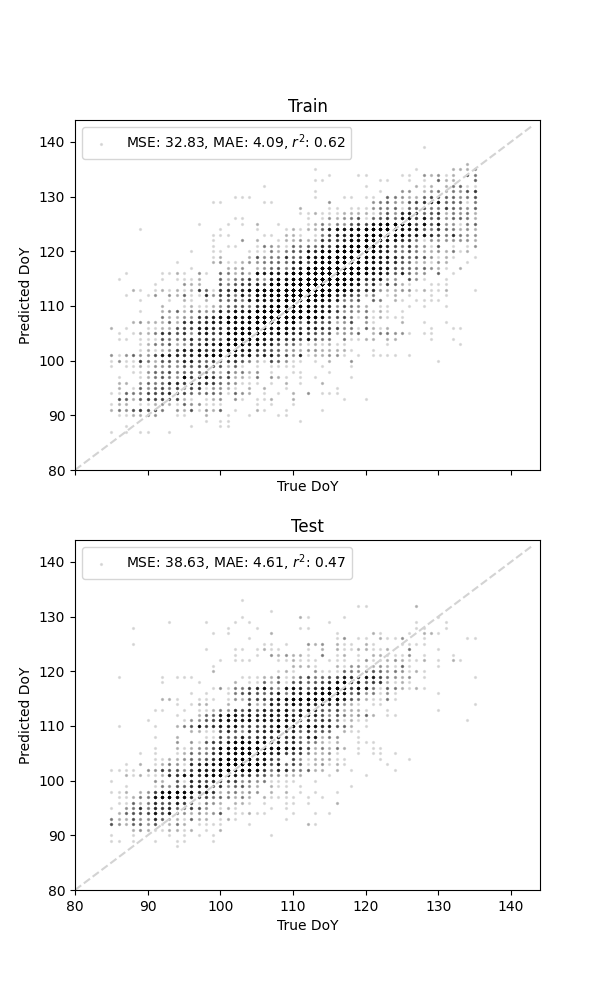 Train
MSE: 32.83, MAE: 4.09, r²: 0.62
140
130
120
110
100
90
80
Predicted DoY
True DoY
Test
MSE: 38.63, MAE: 4.61, r²: 0.47
140
130
120
110
100
90
80
Predicted DoY
80 90 100 110 120 130 140
True DoY